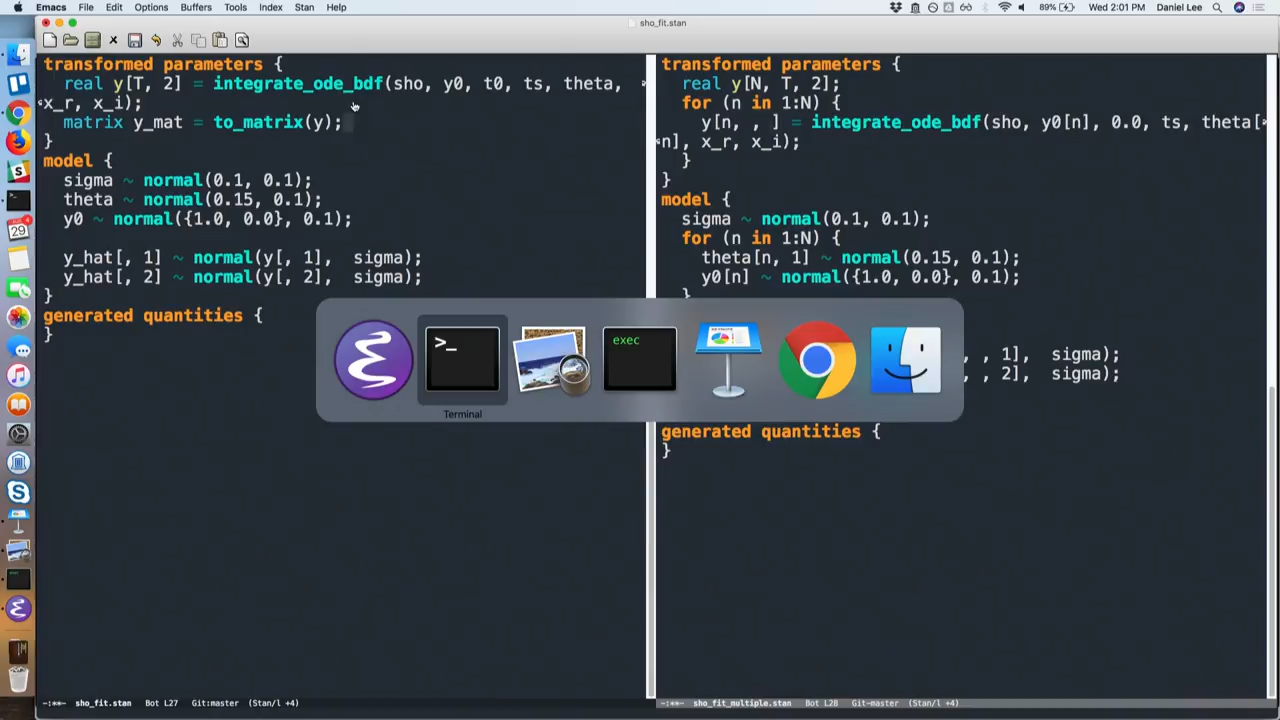 Emacs File Edit Options Buffers Tools Index Stan Help
89% Wed 2:01 PM Daniel Lee
sho_fit.stan
transformed parameters {
real y[T, 2] = integrate_ode_bdf(sho, y0, t0, ts, theta,
x_r, x_i);
matrix y_mat = to_matrix(y);
}
model {
sigma ~ normal(0.1, 0.1);
theta ~ normal(0.15, 0.1);
y0 ~ normal({1.0, 0.0}, 0.1);
y_hat[, 1] ~ normal(y[, 1], sigma);
y_hat[, 2] ~ normal(y[, 2], sigma);
}
generated quantities {
}
transformed parameters {
real y[N, T, 2];
for (n in 1:N) {
y[n, , ] = integrate_ode_bdf(sho, y0[n], 0.0, ts, theta[
n], x_r, x_i);
}
}
model {
sigma ~ normal(0.1, 0.1);
for (n in 1:N) {
theta[n, 1] ~ normal(0.15, 0.1);
y0[n] ~ normal({1.0, 0.0}, 0.1);
}
, , 1], sigma);
, , 2], sigma);
generated quantities {
}
>_
exec
Terminal
29
-:**- sho_fit.stan Bot L27 Git:master (Stan/l +4)
-:**- sho_fit_multiple.stan Bot L28 Git-master (Stan/l +4)